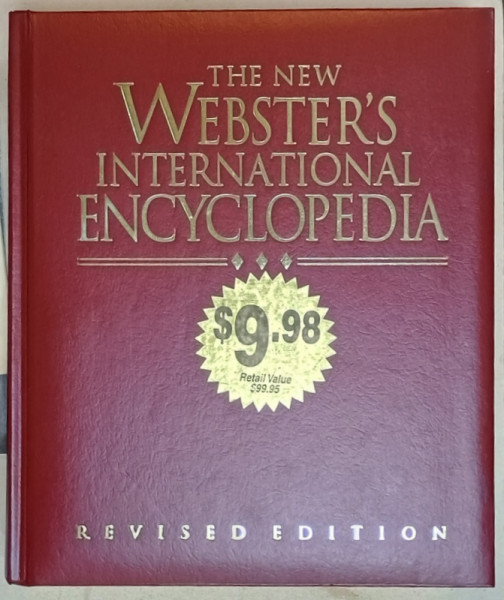 THE NEW
WEBSTER'S
INTERNATIONAL
ENCYCLOPEDIA
$9.98
Retail Value
$99.95
REVISED EDITION